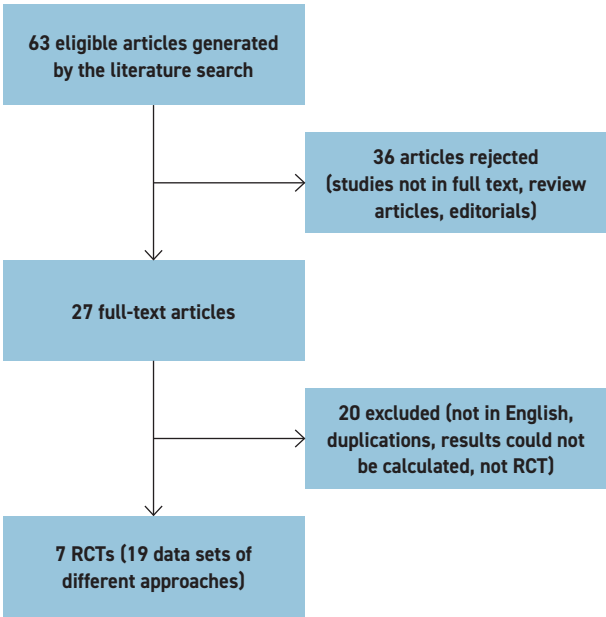 63 eligible articles generated
by the literature search
36 articles rejected
(studies not in full text, review
articles, editorials)
27 full-text articles
20 excluded (not in English,
duplications, results could not
be calculated, not RCT)
7 RCTs (19 data sets of
different approaches)